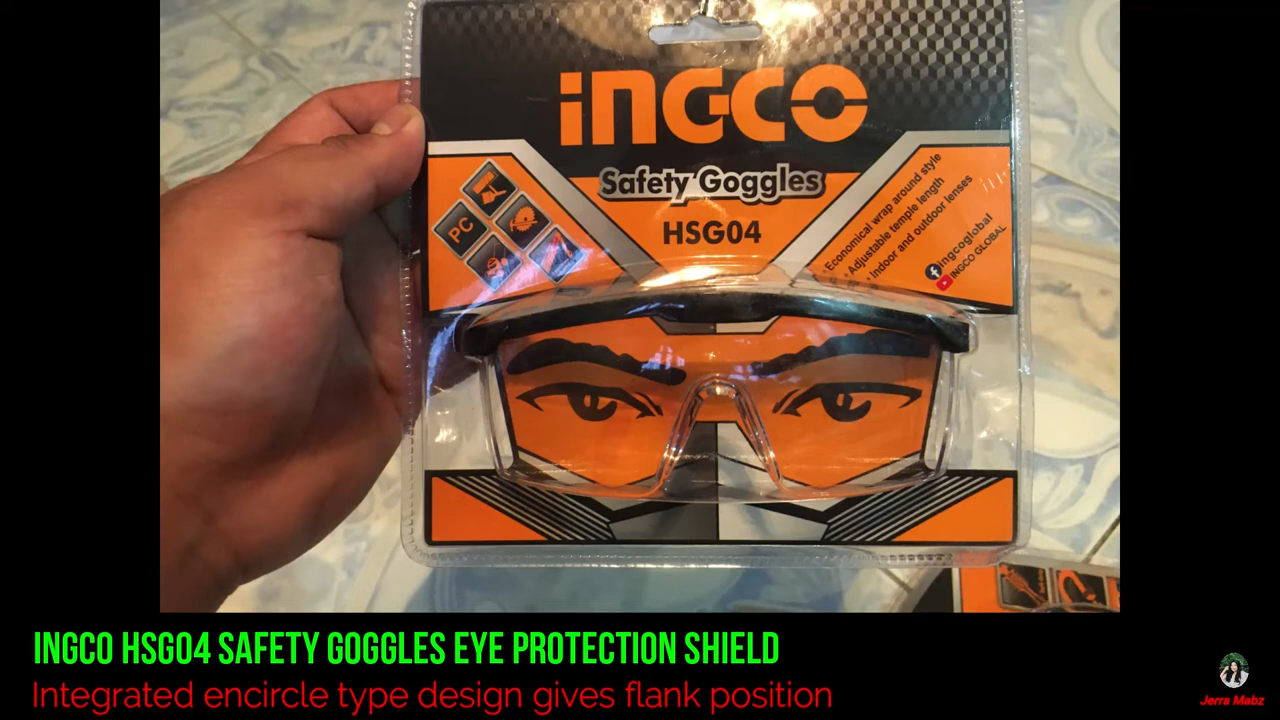 INGCO
Safety Goggles
HSG04
PC
• Economical wrap around style
• Adjustable temple length
• Indoor and outdoor lenses
ingcoglobal
INGCO GLOBAL
INGCO HSG04 SAFETY GOGGLES EYE PROTECTION SHIELD
Integrated encircle type design gives flank position
Jerra Mabz